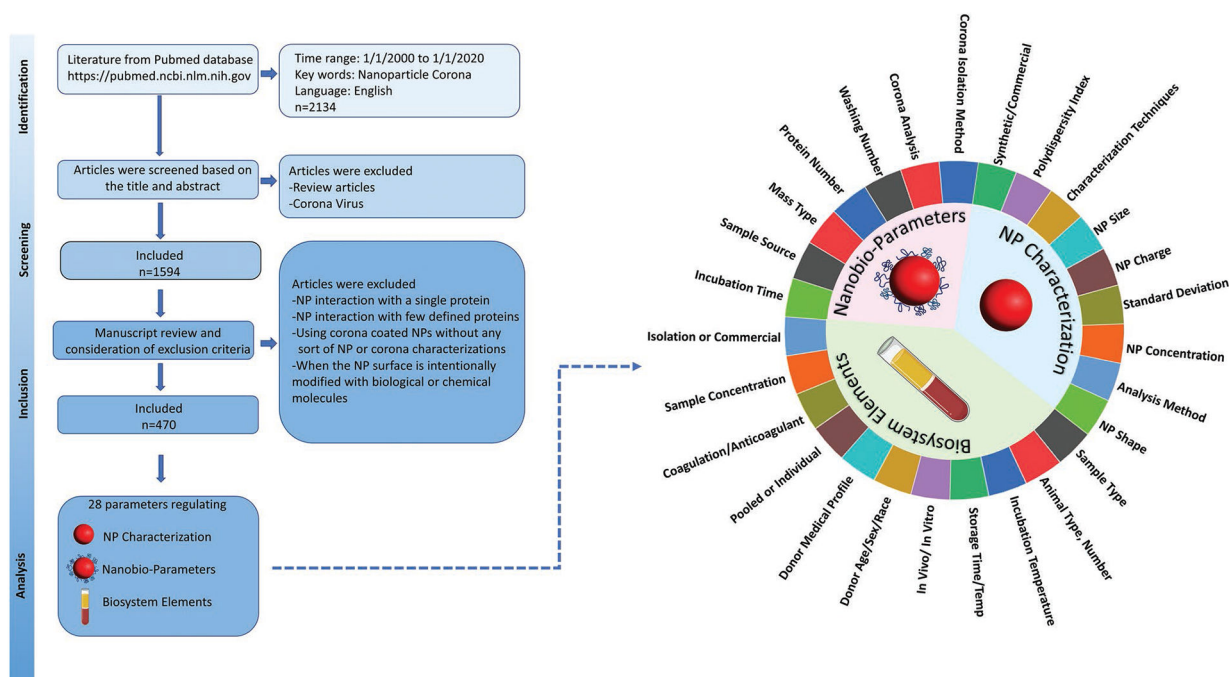 Identification
Literature from Pubmed database
https://pubmed.ncbi.nlm.nih.gov
Time range: 1/1/2000 to 1/1/2020
Key words: Nanoparticle Corona
Language: English
n=2134
Screening
Articles were screened based on
the title and abstract
Articles were excluded
-Review articles
-Corona Virus
Included
n=1594
Inclusion
Manuscript review and
consideration of exclusion criteria
Articles were excluded
-NP interaction with a single protein
-NP interaction with few defined proteins
-Using corona coated NPs without any
sort of NP or corona characterizations
-When the NP surface is intentionally
modified with biological or chemical
molecules
Included
n=470
Analysis
28 parameters regulating
NP Characterization
Nanobio-Parameters
Biosystem Elements
Nanobio-Parameters
NP Characterization
Biosystem Elements
Corona Isolation Method
Synthetic/Commercial
Polydispersity Index
Characterization Techniques
NP Size
NP Charge
Standard Deviation
NP Concentration
Analysis Method
NP Shape
Sample Type
Animal Type, Number
Incubation Temperature
Storage Time/Temp
In Vivo/ In Vitro
Donor Age/Sex/Race
Donor Medical Profile
Pooled or Individual
Coagulation/Anticoagulant
Sample Concentration
Isolation or Commercial
Incubation Time
Sample Source
Mass Type
Protein Number
Washing Number
Corona Analysis